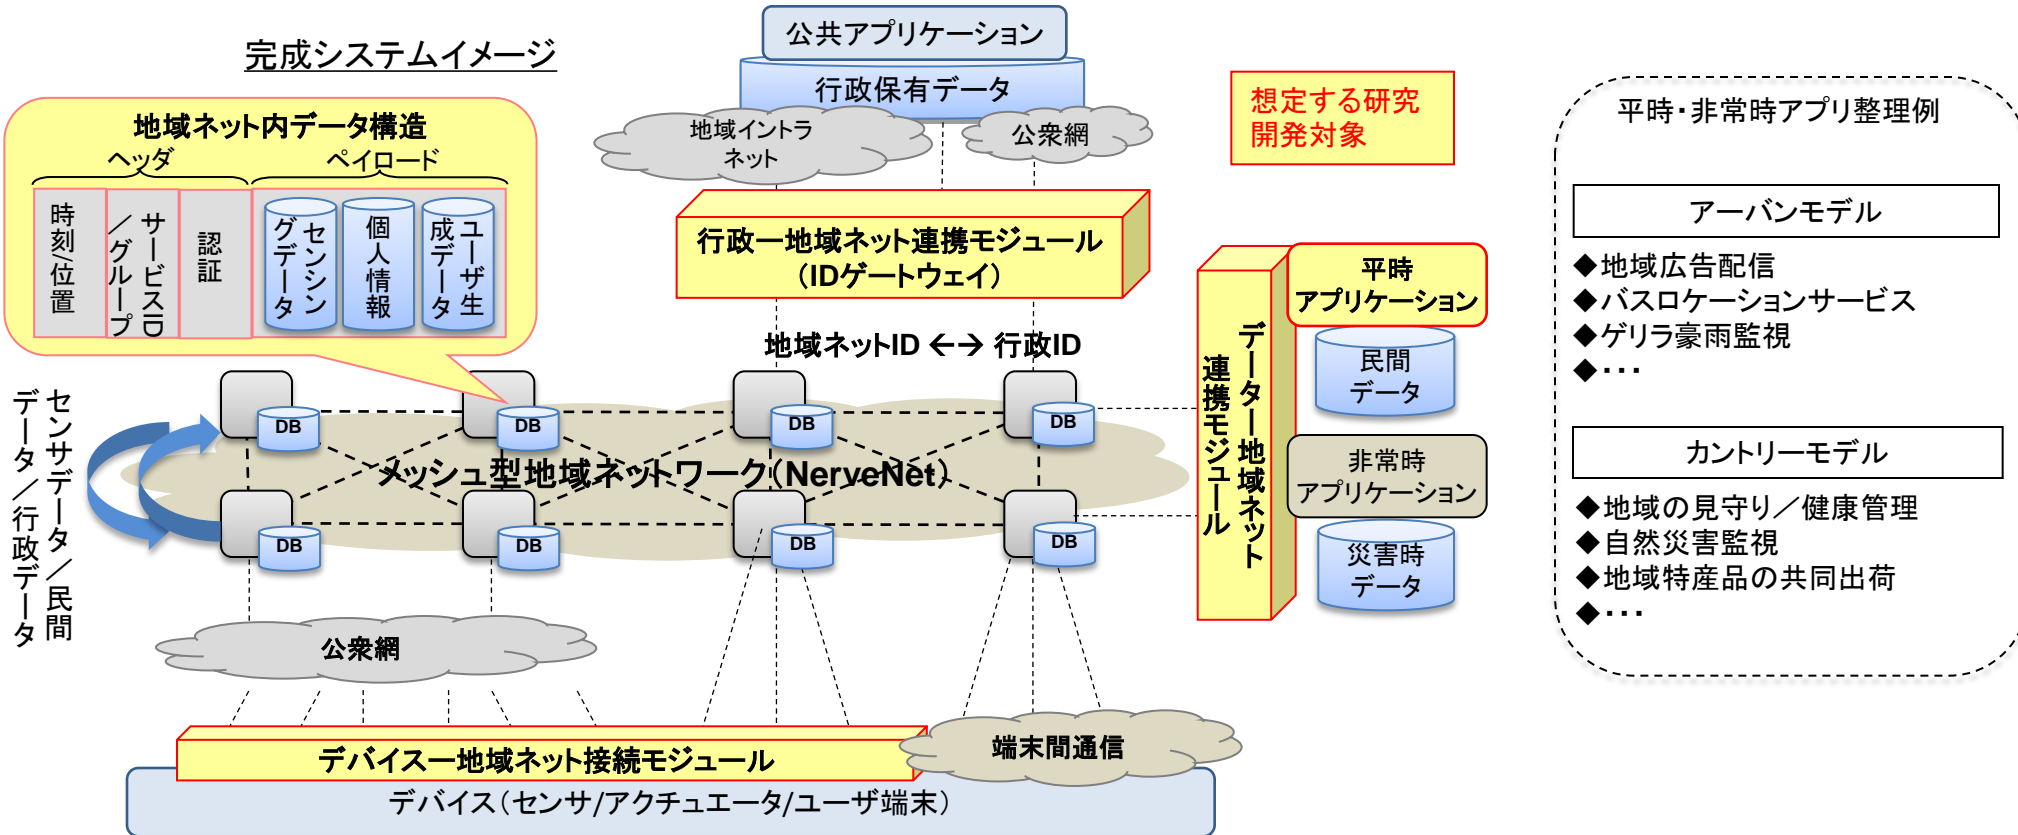 完成システムイメージ
公共アプリケーション
行政保有データ
地域イントラ
ネット
公衆網
想定する研究
開発対象
地域ネット内データ構造
ヘッダ
ペイロード
時刻/位置
サービスID
/グループ
認証
センシン
グデータ
個人情報
ユーザ生
成データ
行政ー地域ネット連携モジュール
（IDゲートウェイ）
地域ネットID ←→ 行政ID
センサデータ／民間
データ／行政データ
DB
DB
DB
DB
メッシュ型地域ネットワーク（NerveNet）
DB
DB
DB
DB
データー地域ネット
連携モジュール
平時
アプリケーション
民間
データ
非常時
アプリケーション
災害時
データ
公衆網
デバイスー地域ネット接続モジュール
端末間通信
デバイス（センサ/アクチュエータ/ユーザ端末）
平時・非常時アプリ整理例
アーバンモデル
◆地域広告配信
◆バスロケーションサービス
◆ゲリラ豪雨監視
◆・・・
カントリーモデル
◆地域の見守り／健康管理
◆自然災害監視
◆地域特産品の共同出荷
◆・・・